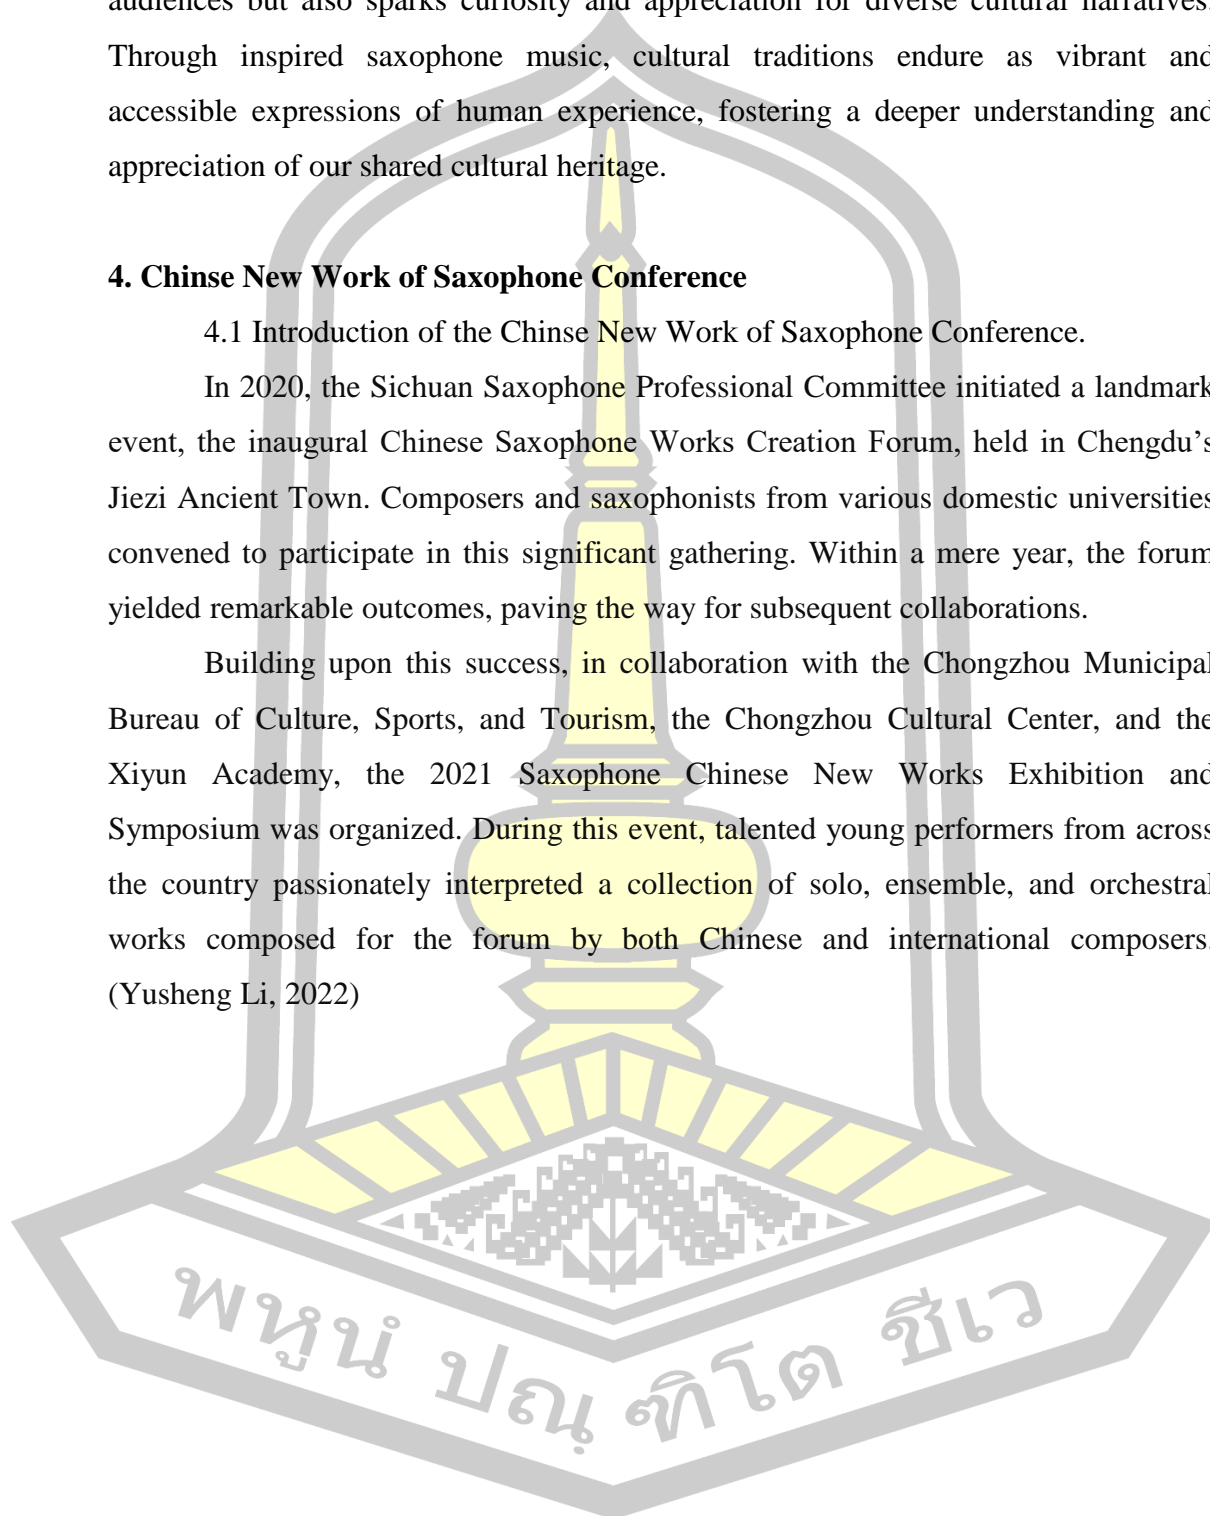 audiences but also sparks curiosity and appreciation for diverse cultural narratives.
Through inspired saxophone music, cultural traditions endure as vibrant and
accessible expressions of human experience, fostering a deeper understanding and
appreciation of our shared cultural heritage.
4. Chinse New Work of Saxophone Conference
4.1 Introduction of the Chinse New Work of Saxophone Conference.
In 2020, the Sichuan Saxophone Professional Committee initiated a landmark
event, the inaugural Chinese Saxophone Works Creation Forum, held in Chengdu’s
Jiezi Ancient Town. Composers and saxophonists from various domestic universities
convened to participate in this significant gathering. Within a mere year, the forum
yielded remarkable outcomes, paving the way for subsequent collaborations.
Building upon this success, in collaboration with the Chongzhou Municipal
Bureau of Culture, Sports, and Tourism, the Chongzhou Cultural Center, and the
Xiyun Academy, the 2021 Saxophone Chinese New Works Exhibition and
Symposium was organized. During this event, talented young performers from across
the country passionately interpreted a collection of solo, ensemble, and orchestral
works composed for the forum by both Chinese and international composers.
(Yusheng Li, 2022)
พหูนํ ปณฺฑิโต ชีเว